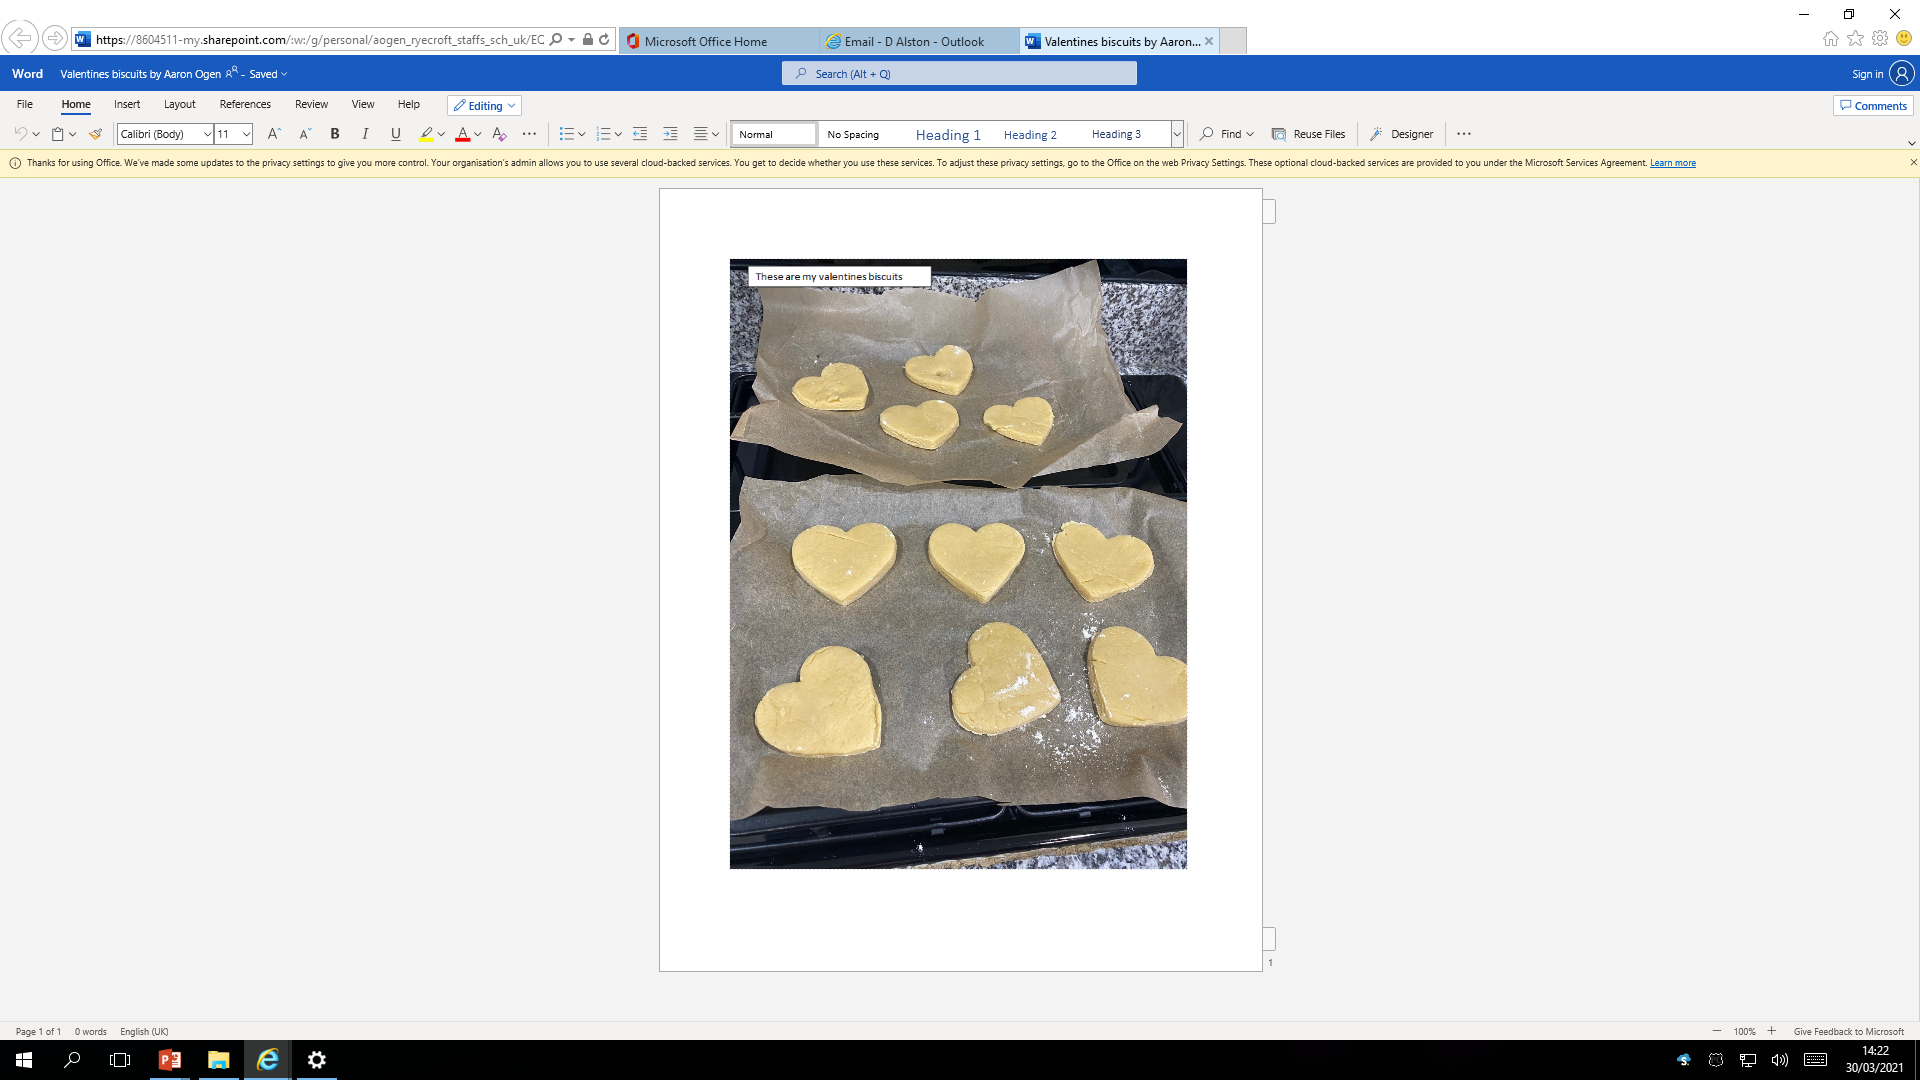 https://8604511-my.sharepoint.com/:w:/g/personal/aogen_ryecroft_staffs_sch_uk/EC
Microsoft Office Home
Email - D Alston - Outlook
Valentines biscuits by Aaron...
Word
Valentines biscuits by Aaron Ogen - Saved
Search (Alt + Q)
Sign in
File Home Insert Layout References Review View Help Editing
Comments
Calibri (Body) 11 B I U A Normal No Spacing Heading 1 Heading 2 Heading 3 Find Reuse Files Designer
Thanks for using Office. We've made some updates to the privacy settings to give you more control. Your organisation's admin allows you to use several cloud-backed services. You get to decide whether you use these services. To adjust these privacy settings, go to the Office on the web Privacy Settings. These optional cloud-backed services are provided to you under the Microsoft Services Agreement. Learn more
These are my valentines biscuits
1
Page 1 of 1 0 words English (UK) 100% Give Feedback to Microsoft
14:22
30/03/2021